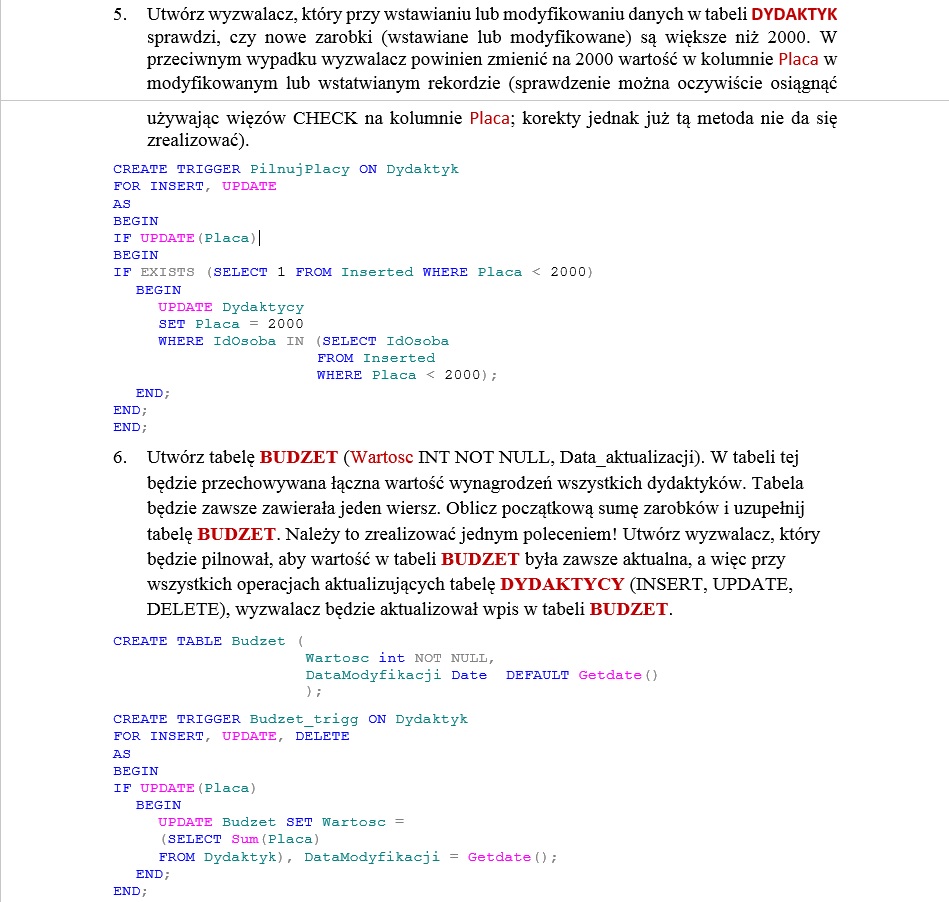 5. Utwórz wyzwalacz, który przy wstawianiu lub modyfikowaniu danych w tabeli DYDAKTYK
sprawdzi, czy nowe zarobki (wstawiane lub modyfikowane) są większe niż 2000. W
przeciwnym wypadku wyzwalacz powinien zmienić na 2000 wartość w kolumnie Placa w
modyfikowanym lub wstatwianym rekordzie (sprawdzenie można oczywiście osiągnąć
używając więzów CHECK na kolumnie Placa; korekty jednak już tą metoda nie da się
zrealizować).
CREATE TRIGGER PilnujPlacy ON Dydaktyk
FOR INSERT, UPDATE
AS
BEGIN
IF UPDATE(Placa)
BEGIN
IF EXISTS (SELECT 1 FROM Inserted WHERE Placa < 2000)
BEGIN
UPDATE Dydaktycy
SET Placa = 2000
WHERE IdOsoba IN (SELECT IdOsoba
FROM Inserted
WHERE Placa < 2000);
END;
END;
END;
6. Utwórz tabelę BUDZET (Wartosc INT NOT NULL, Data_aktualizacji). W tabeli tej
będzie przechowywana łączna wartość wynagrodzeń wszystkich dydaktyków. Tabela
będzie zawsze zawierała jeden wiersz. Oblicz początkową sumę zarobków i uzupełnij
tabelę BUDZET. Należy to zrealizować jednym poleceniem! Utwórz wyzwalacz, który
będzie pilnował, aby wartość w tabeli BUDZET była zawsze aktualna, a więc przy
wszystkich operacjach aktualizujących tabelę DYDAKTYCY (INSERT, UPDATE,
DELETE), wyzwalacz będzie aktualizował wpis w tabeli BUDZET.
CREATE TABLE Budzet (
Wartosc int NOT NULL,
DataModyfikacji Date DEFAULT Getdate()
);
CREATE TRIGGER Budzet_trigg ON Dydaktyk
FOR INSERT, UPDATE, DELETE
AS
BEGIN
IF UPDATE(Placa)
BEGIN
UPDATE Budzet SET Wartosc =
(SELECT Sum(Placa)
FROM Dydaktyk), DataModyfikacji = Getdate();
END;
END;